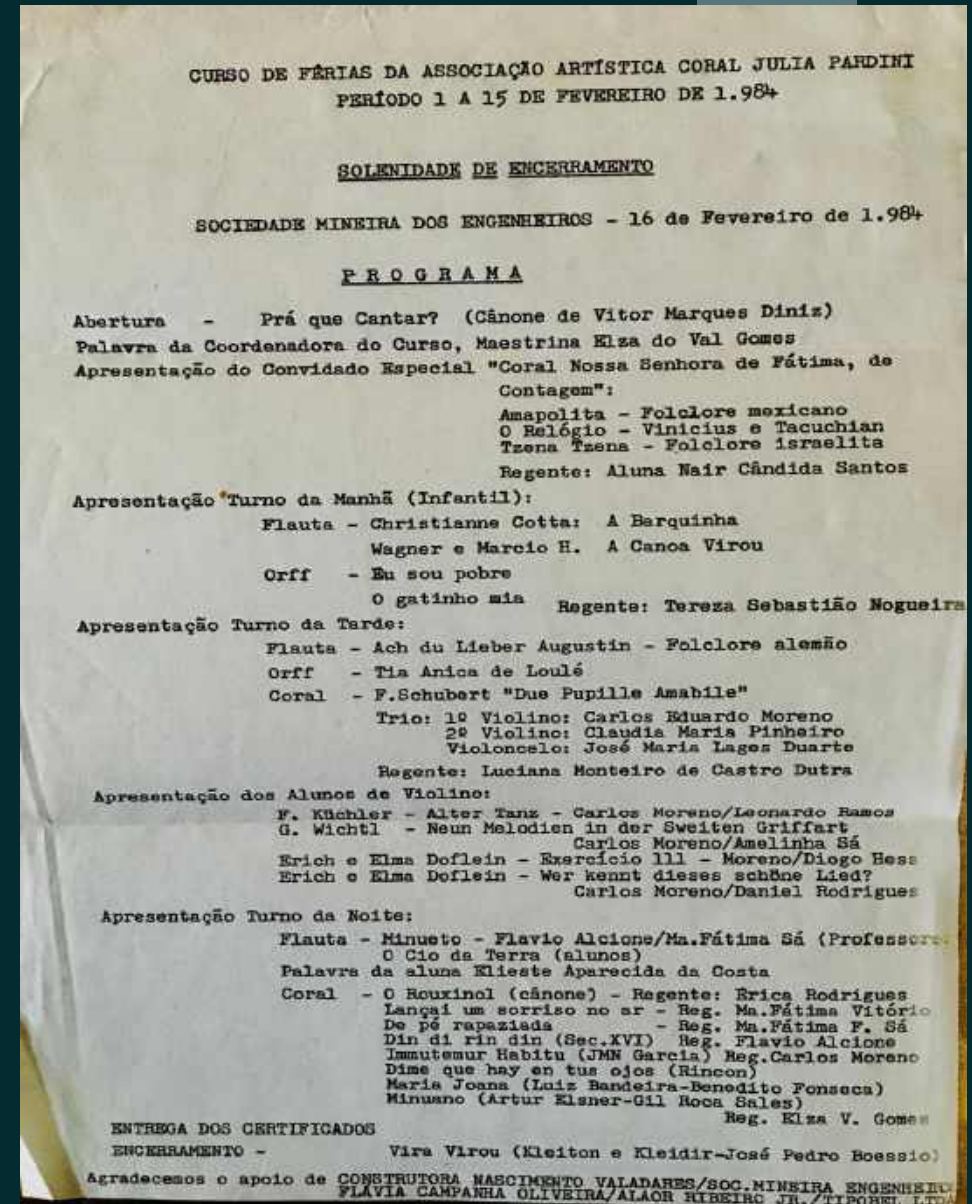 CURSO DE FÉRIAS DA ASSOCIAÇÃO ARTÍSTICA CORAL JULIA PARDINI
PERÍODO 1 A 15 DE FEVEREIRO DE 1.984
SOLENIDADE DE ENCERRAMENTO
SOCIEDADE MINEIRA DOS ENGENHEIROS - 16 de Fevereiro de 1.984
P R O G R A M A
Abertura - Prá que Cantar? (Cânone de Vitor Marques Diniz)
Palavra da Coordenadora do Curso, Maestrina Elza do Val Gomes
Apresentação do Convidado Especial "Coral Nossa Senhora de Fátima, de
Contagem":
Amapolita - Folclore mexicano
O Relógio - Vinicius e Tacuchian
Tzena Tzena - Folclore israelita
Regente: Aluna Nair Cândida Santos
Apresentação Turno da Manhã (Infantil):
Flauta - Christianne Cotta: A Barquinha
Wagner e Marcio H. A Canoa Virou
Orff - Eu sou pobre
O gatinho mia Regente: Tereza Sebastião Nogueira
Apresentação Turno da Tarde:
Flauta - Ach du Lieber Augustin - Folclore alemão
Orff - Tia Anica de Loulé
Coral - F.Schubert "Due Pupille Amabile"
Trio: 1º Violino: Carlos Eduardo Moreno
2º Violino: Claudia Maria Pinheiro
Violoncelo: José Maria Lages Duarte
Regente: Luciana Monteiro de Castro Dutra
Apresentação dos Alunos de Violino:
F. Küchler - Alter Tanz - Carlos Moreno/Leonardo Ramos
G. Wichtl - Neun Melodien in der Sweiten Griffart
Carlos Moreno/Amelinha Sá
Erich e Elma Doflein - Exercício 111 - Moreno/Diogo Hess
Erich e Elma Doflein - Wer kennt dieses schöne Lied?
Carlos Moreno/Daniel Rodrigues
Apresentação Turno da Noite:
Flauta - Minueto - Flavio Alcione/Ma.Fátima Sá (Professore
O Cio da Terra (alunos)
Palavra da aluna Elieste Aparecida da Costa
Coral - O Rouxinol (cânone) - Regente: Érica Rodrigues
Lançai um sorriso no ar - Reg. Ma.Fátima Vitório
De pé rapaziada - Reg. Ma.Fátima F. Sá
Din di rin din (Sec.XVI) Reg. Flavio Alcione
Immutemur Habitu (JMN Garcia) Reg.Carlos Moreno
Dime que hay en tus ojos (Rincon)
Maria Joana (Luiz Bandeira-Benedito Fonseca)
Minuano (Artur Elsner-Gil Roca Sales)
Reg. Elza V. Gomes
ENTREGA DOS CERTIFICADOS
ENCERRAMENTO - Vira Virou (Kleiton e Kleidir-José Pedro Boessio)
Agradecemos o apoio de CONSTRUTORA NASCIMENTO VALADARES/SOC.MINEIRA
FLÁVIA CAMPANHA OLIVEIRA/ALAOR RIBEIRO JR./TIPOBEL LTDA